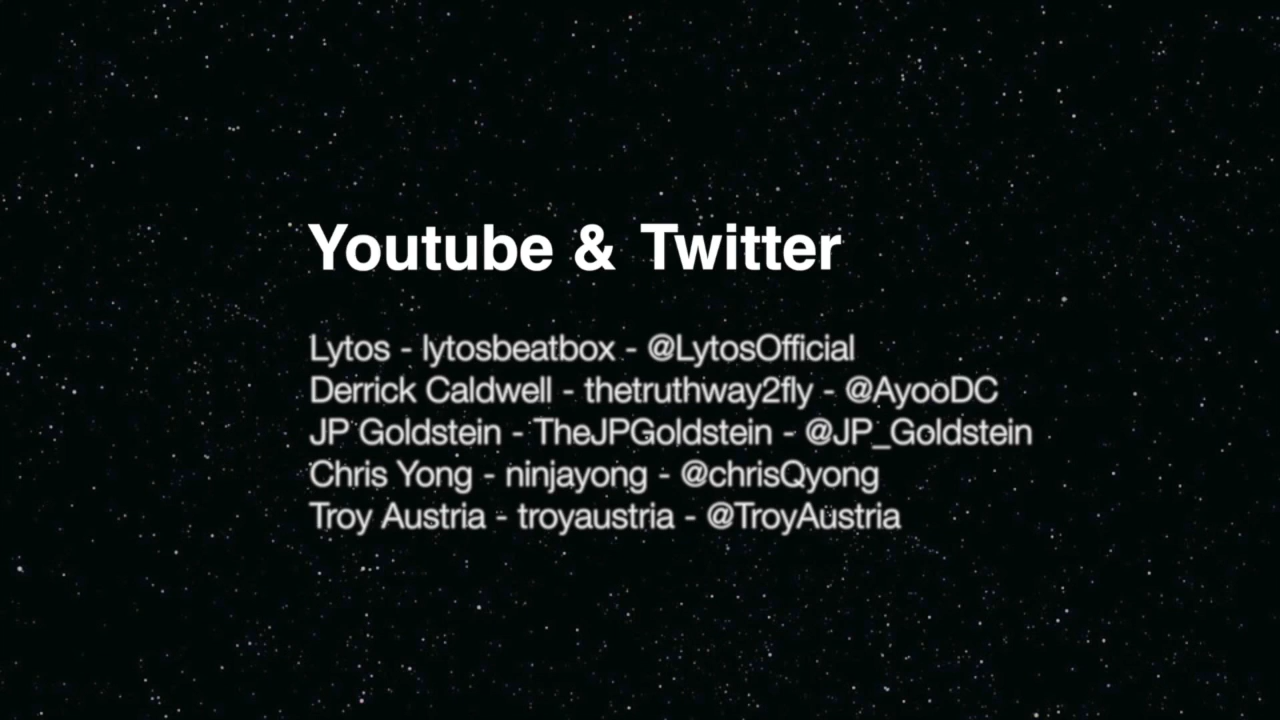 Youtube & Twitter
Lytos - lytosbeatbox - @LytosOfficial
Derrick Caldwell - thetruthway2fly - @AyooDC
JP Goldstein - TheJPGoldstein - @JP_Goldstein
Chris Yong - ninjayong - @chrisQyong
Troy Austria - troyaustria - @TroyAustria